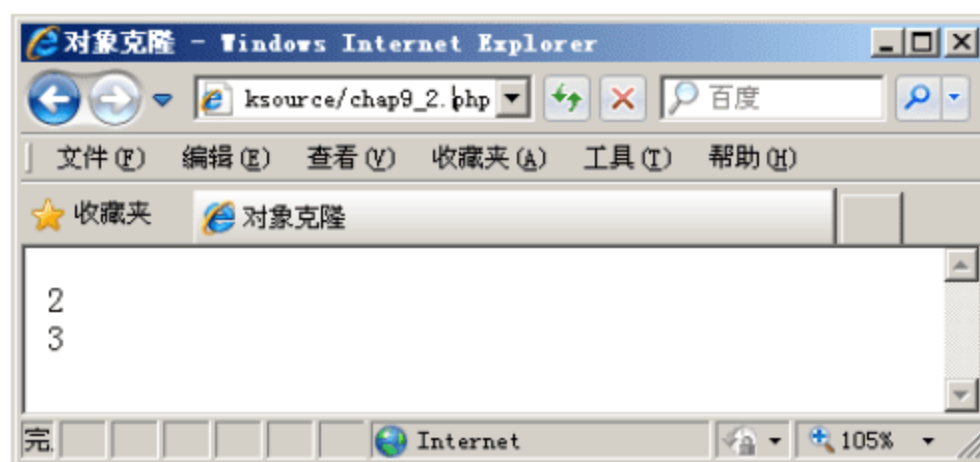 对象克隆 - Windows Internet Explorer
ksource/chap9_2.php 百度
文件(F) 编辑(E) 查看(V) 收藏夹(A) 工具(T) 帮助(H)
收藏夹 对象克隆
2
3
完 Internet 105%